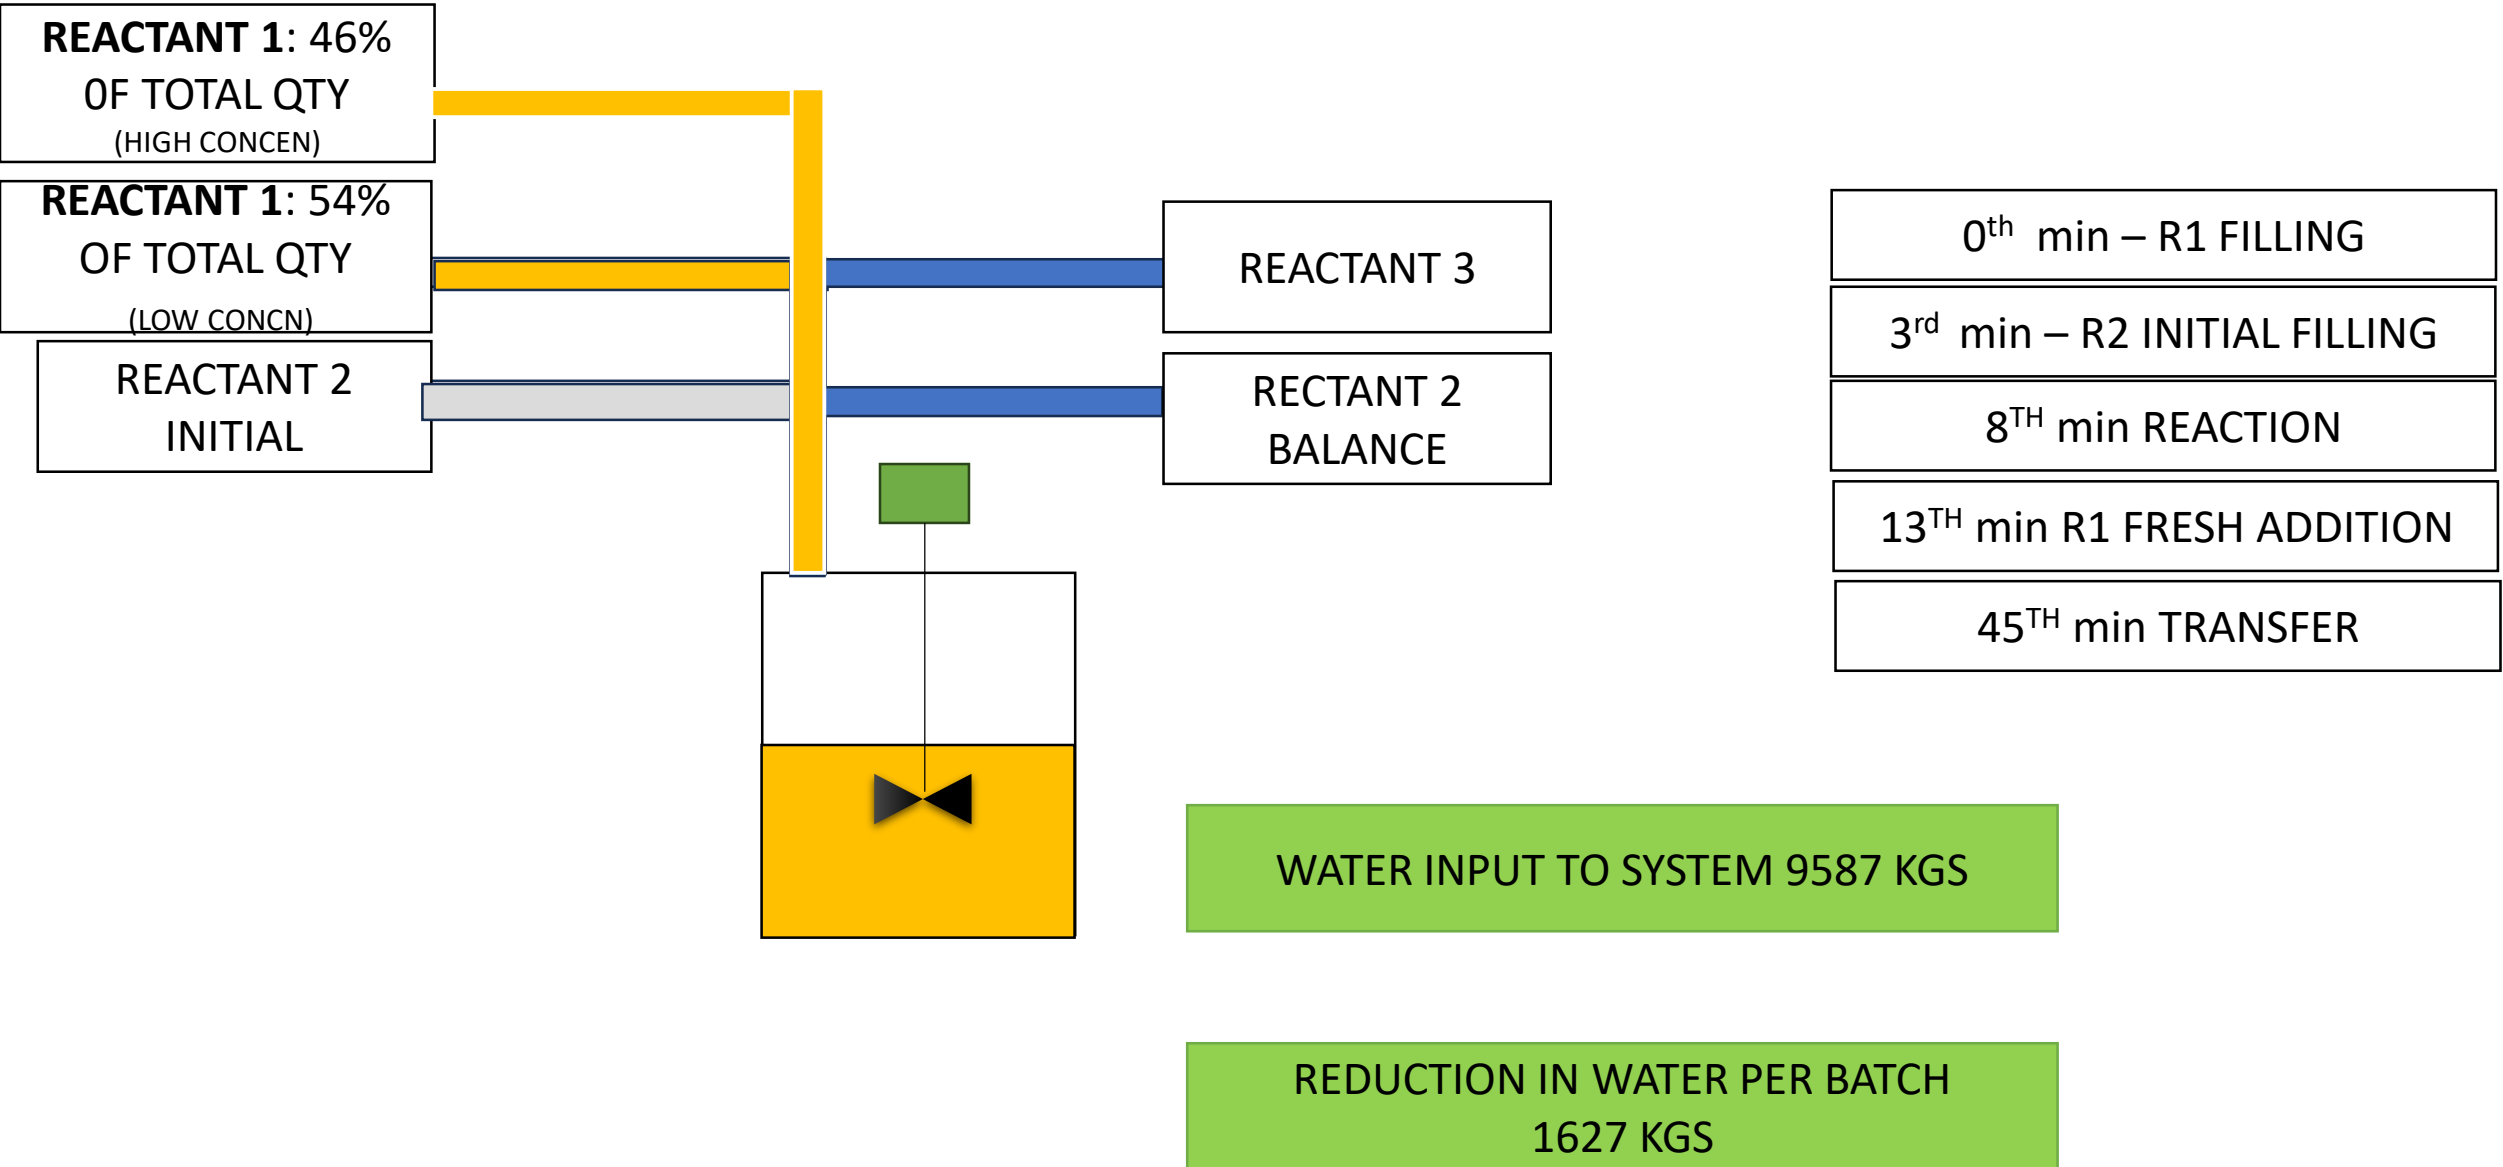 REACTANT 1: 46%
0F TOTAL QTY
(HIGH CONCEN)
REACTANT 1: 54%
OF TOTAL QTY
(LOW CONCN)
REACTANT 2
INITIAL
REACTANT 3
RECTANT 2
BALANCE
0th min – R1 FILLING
3rd min – R2 INITIAL FILLING
8TH min REACTION
13TH min R1 FRESH ADDITION
45TH min TRANSFER
WATER INPUT TO SYSTEM 9587 KGS
REDUCTION IN WATER PER BATCH
1627 KGS